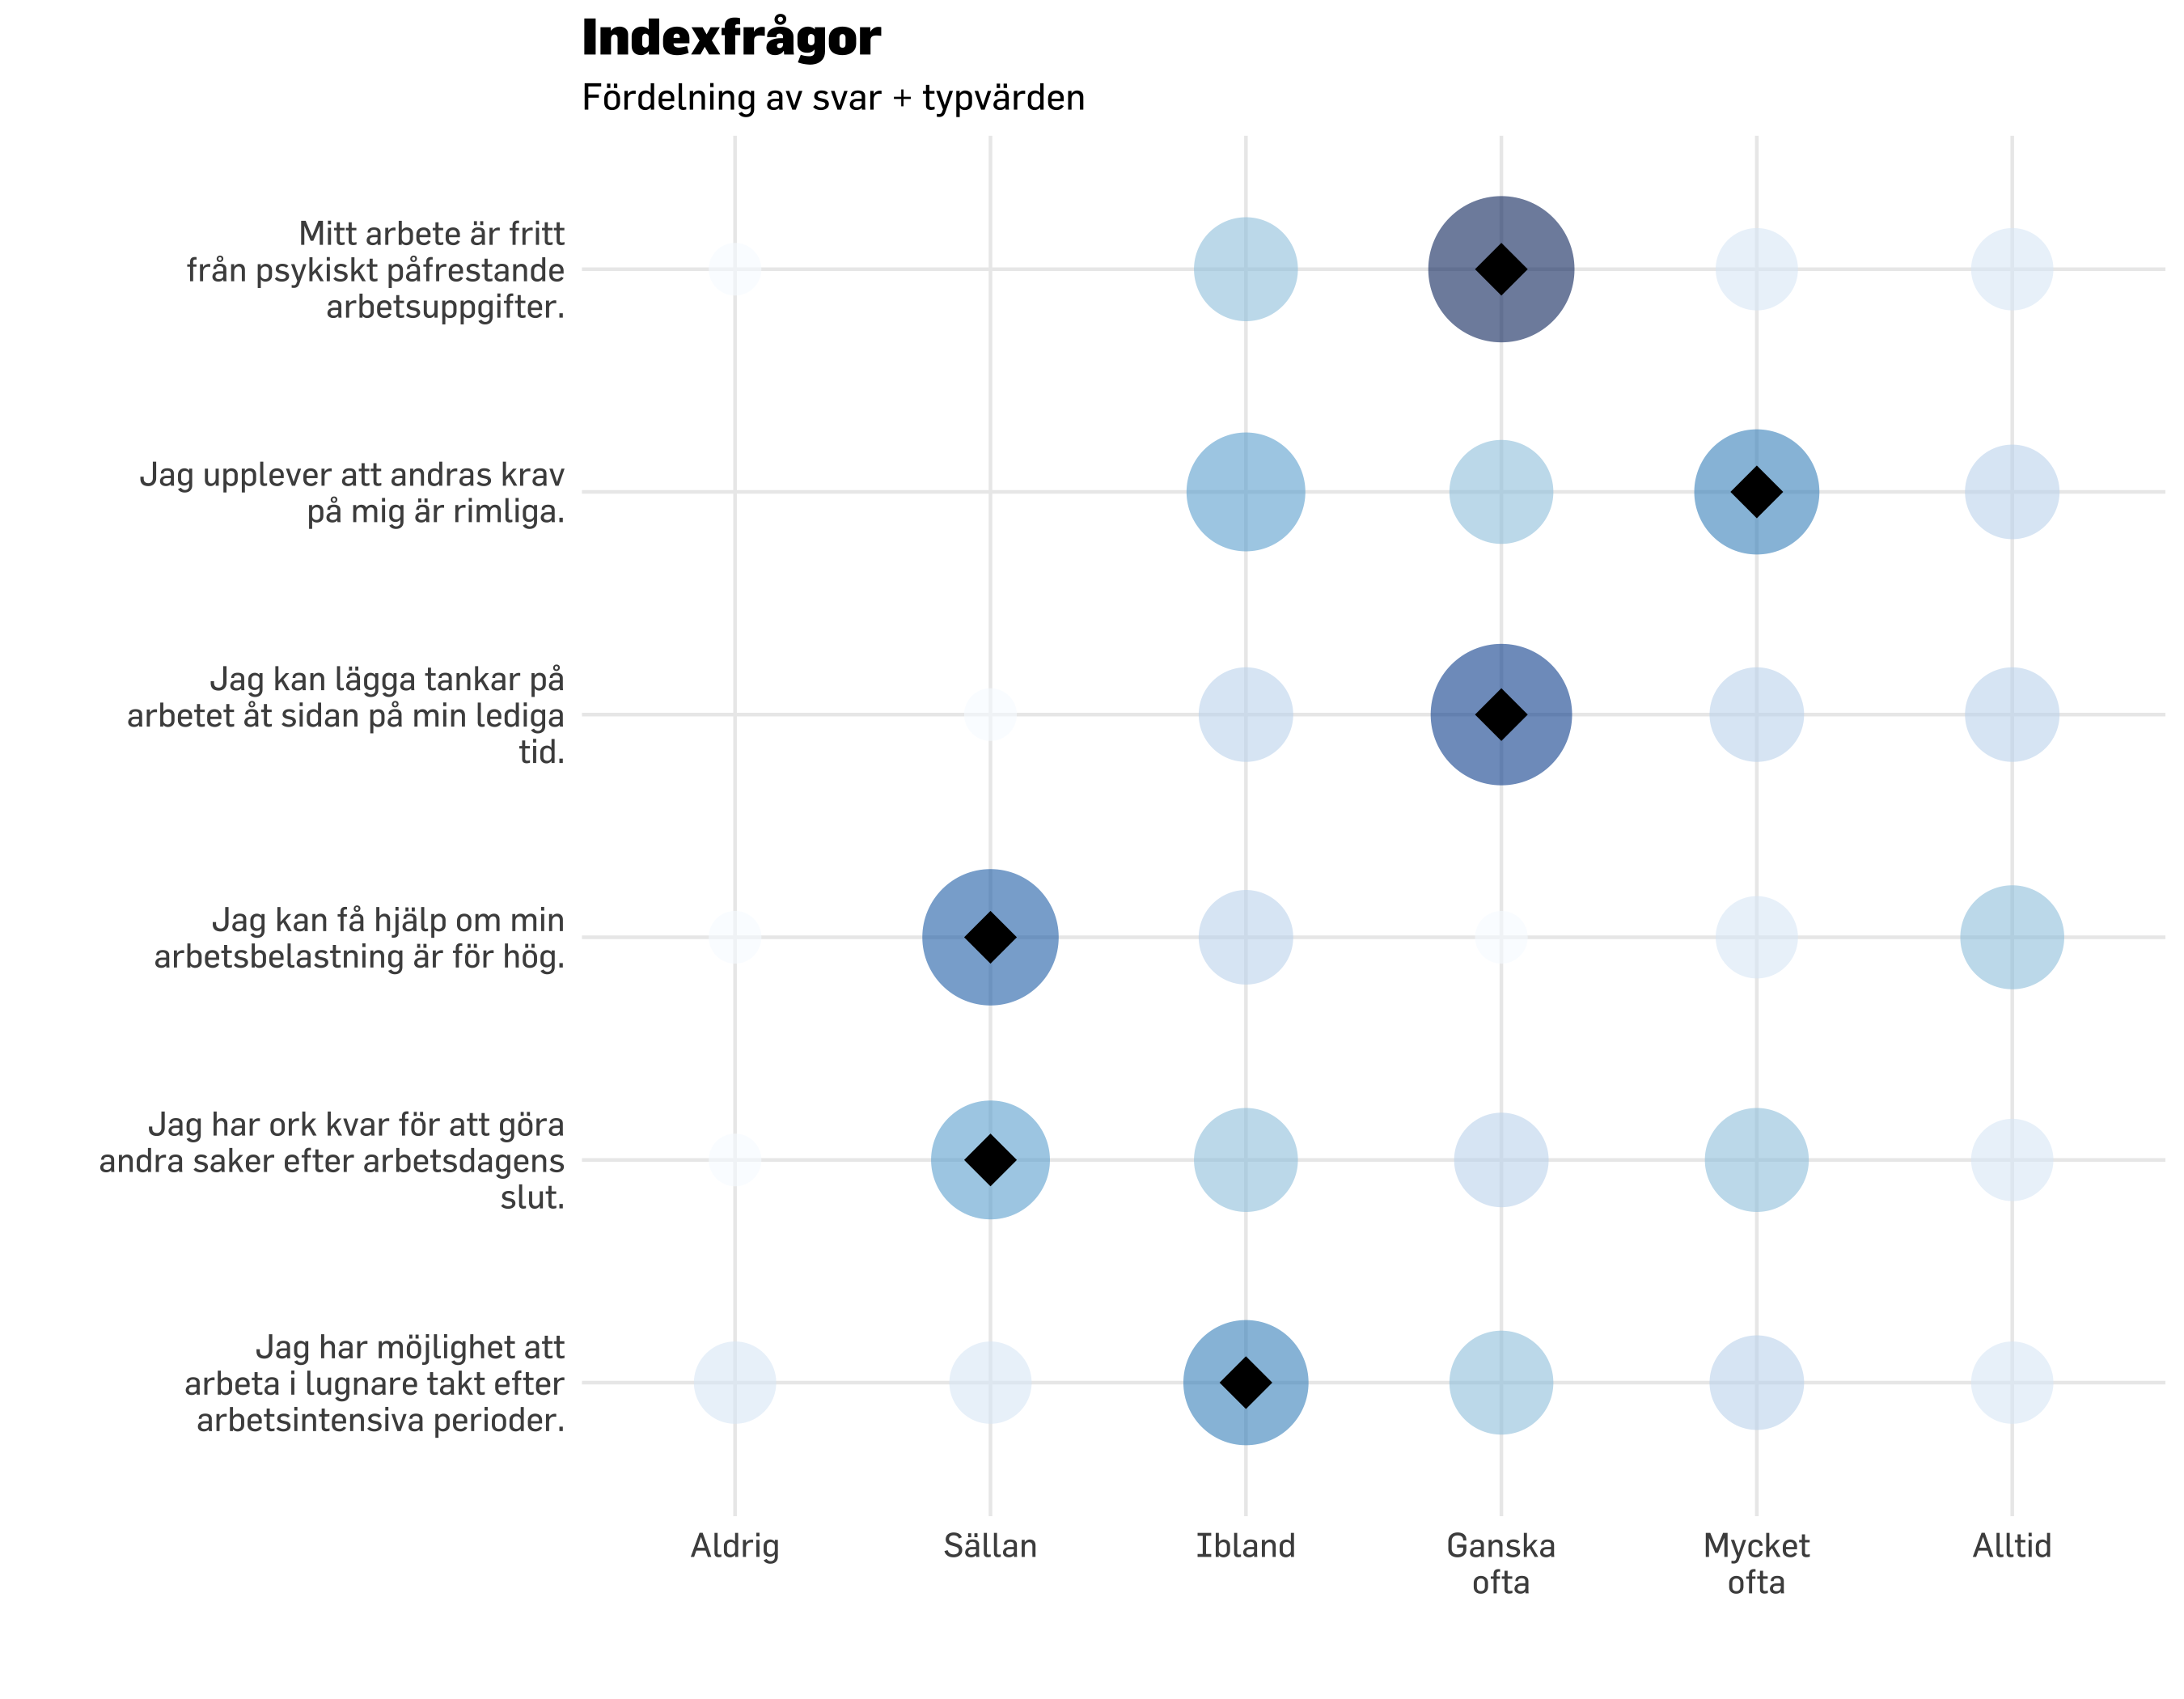 Indexfrågor
Fördelning av svar + typvärden
Mitt arbete är fritt
från psykiskt påfrestande
arbetsuppgifter.
Jag upplever att andras krav
på mig är rimliga.
Jag kan lägga tankar på
arbetet åt sidan på min lediga
tid.
Jag kan få hjälp om min
arbetsbelastning är för hög.
Jag har ork kvar för att göra
andra saker efter arbetsdagens
slut.
Jag har möjlighet att
arbeta i lugnare takt efter
arbetsintensiva perioder.
Aldrig
Sällan
Ibland
Ganska
ofta
Mycket
ofta
Alltid